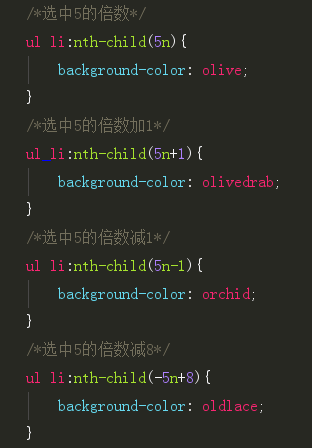 /*选中5的倍数*/
ul li:nth-child(5n){
background-color: olive;
}
/*选中5的倍数加1*/
ul li:nth-child(5n+1){
background-color: olivedrab;
}
/*选中5的倍数减1*/
ul li:nth-child(5n-1){
background-color: orchid;
}
/*选中5的倍数减8*/
ul li:nth-child(-5n+8){
background-color: oldlace;
}